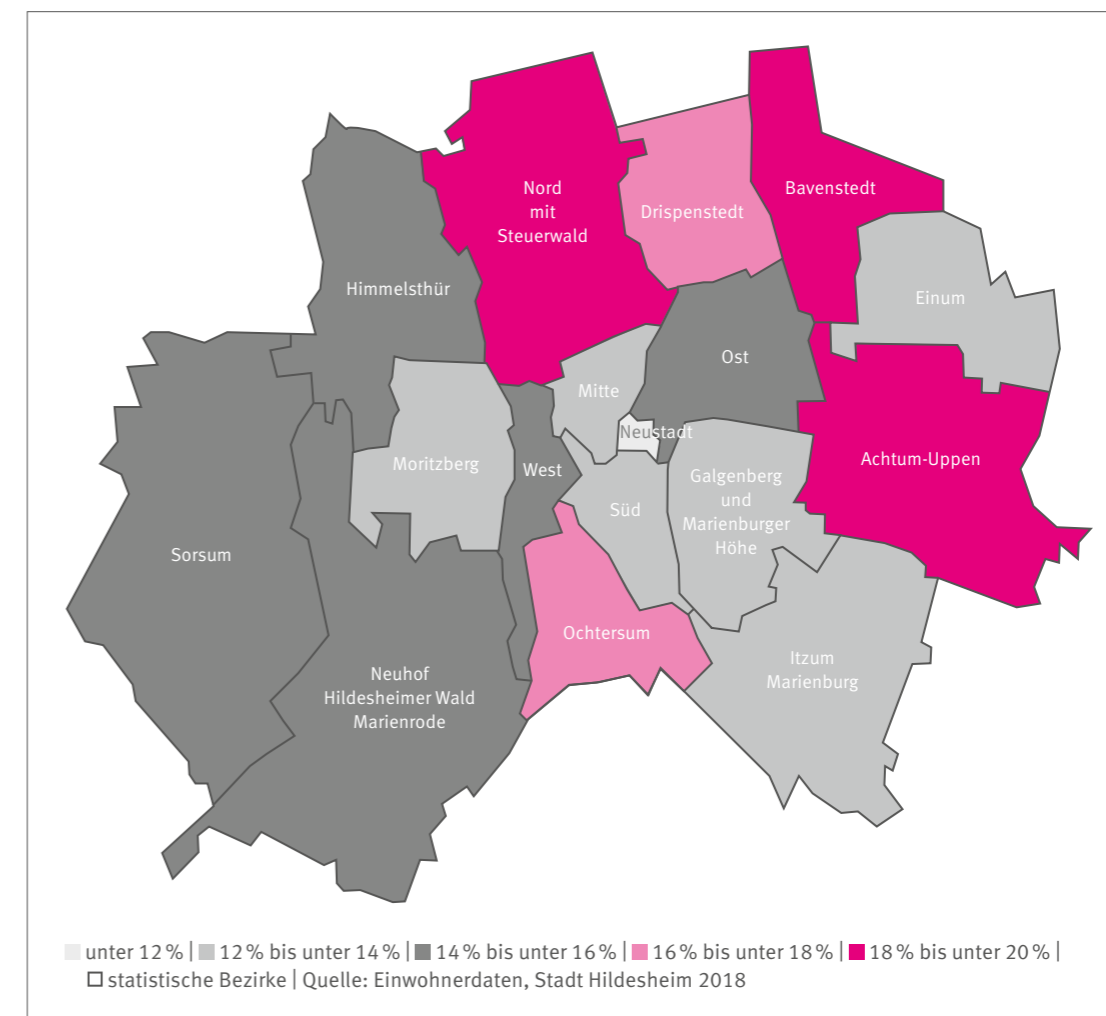 Nord
mit
Steuerwald
Drispenstedt
Bavenstedt
Himmelsthür
Einum
Ost
Mitte
Neustadt
Moritzberg
West
Achtum-Uppen
Galgenberg
und
Marienburger
Höhe
Süd
Sorsum
Ochtersum
Itzum
Marienburg
Neuhof
Hildesheimer Wald
Marienrode
unter 12 % | 12 % bis unter 14 % | 14 % bis unter 16 % | 16 % bis unter 18 % | 18 % bis unter 20 % |
statistische Bezirke | Quelle: Einwohnerdaten, Stadt Hildesheim 2018